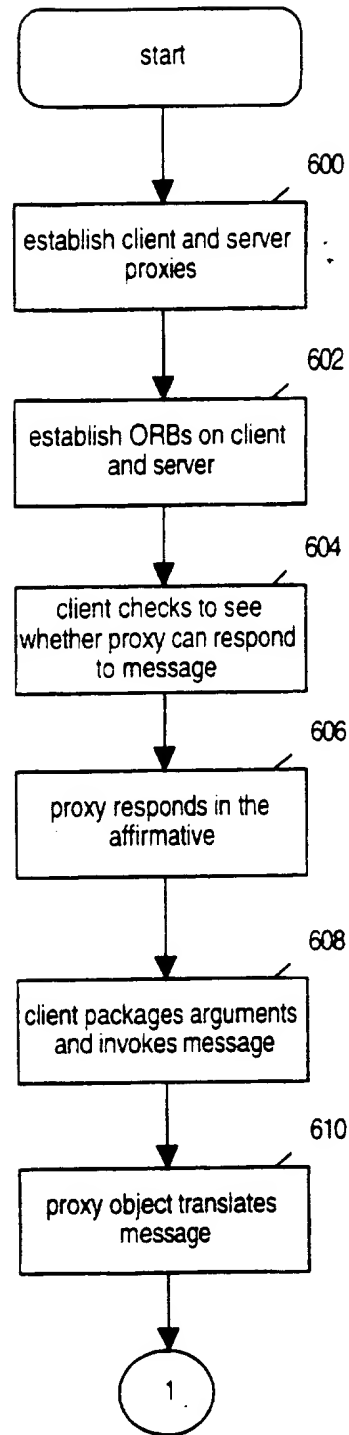 start
600
establish client and server
proxies
602
establish ORBs on client
and server
604
client checks to see
whether proxy can respond
to message
606
proxy responds in the
affirmative
608
client packages arguments
and invokes message
610
proxy object translates
message
1